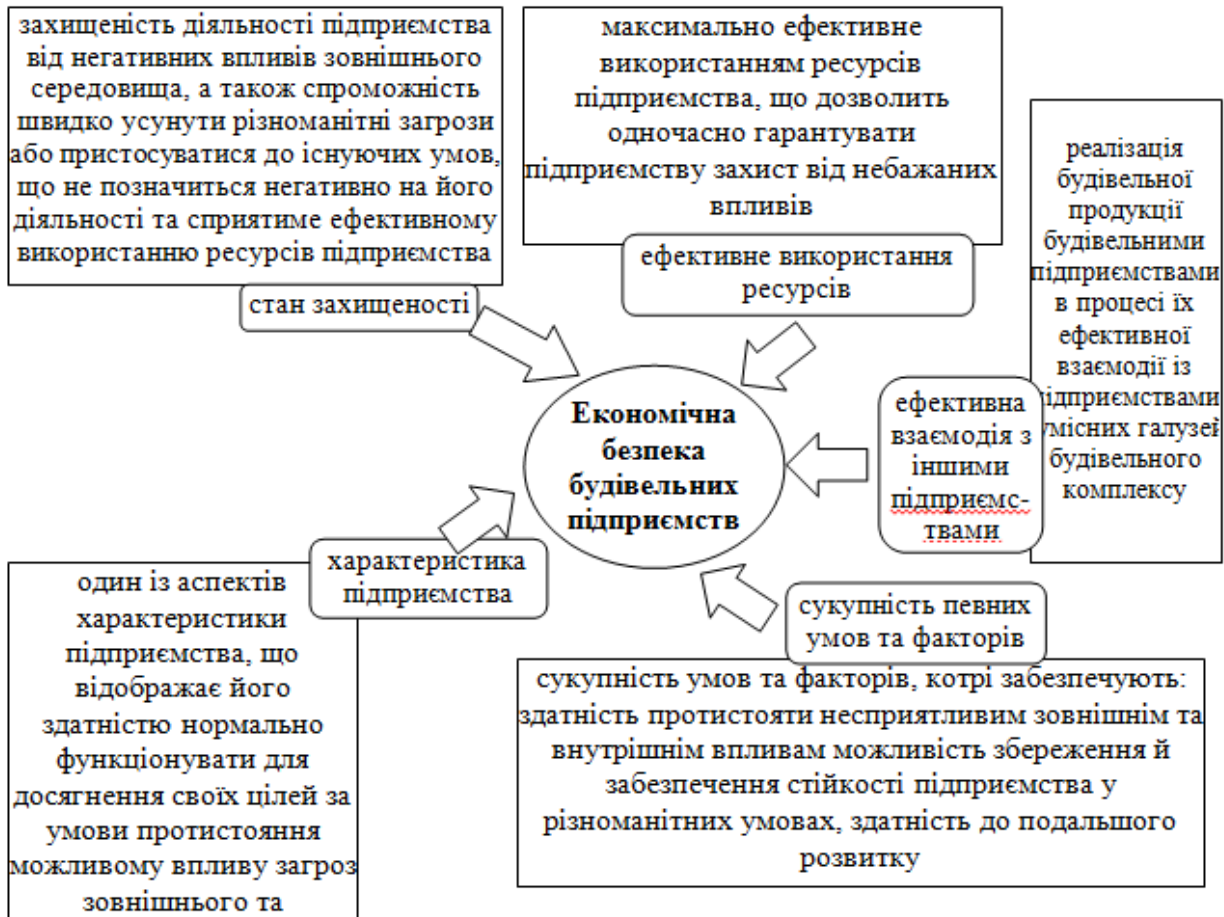 захищеність діяльності підприємства
від негативних впливів зовнішнього
середовища, а також спроможність
швидко усунути різноманітні загрози
або пристосуватися до існуючих умов,
що не позначиться негативно на його
діяльності та сприятиме ефективному
використанню ресурсів підприємства
стан захищеності
максимально ефективне
використанням ресурсів
підприємства, що дозволить
одночасно гарантувати
підприємству захист від небажаних
впливів
ефективне використання
ресурсів
реалізація
будівельної
продукції
будівельними
підприємствами
в процесі їх
ефективної
взаємодії із
підприємствами
умісних галузей
будівельного
комплексу
ефективна
взаємодія з
іншими
підприємс-
твами
Економічна
безпека
будівельних
підприємств
характеристика
підприємства
один із аспектів
характеристики
підприємства, що
відображає його
здатністю нормально
функціонувати для
досягнення своїх цілей за
умови протистояння
можливому впливу загроз
зовнішнього та
сукупність певних
умов та факторів
сукупність умов та факторів, котрі забезпечують:
здатність протистояти несприятливим зовнішнім та
внутрішнім впливам можливість збереження й
забезпечення стійкості підприємства у
різноманітних умовах, здатність до подальшого
розвитку